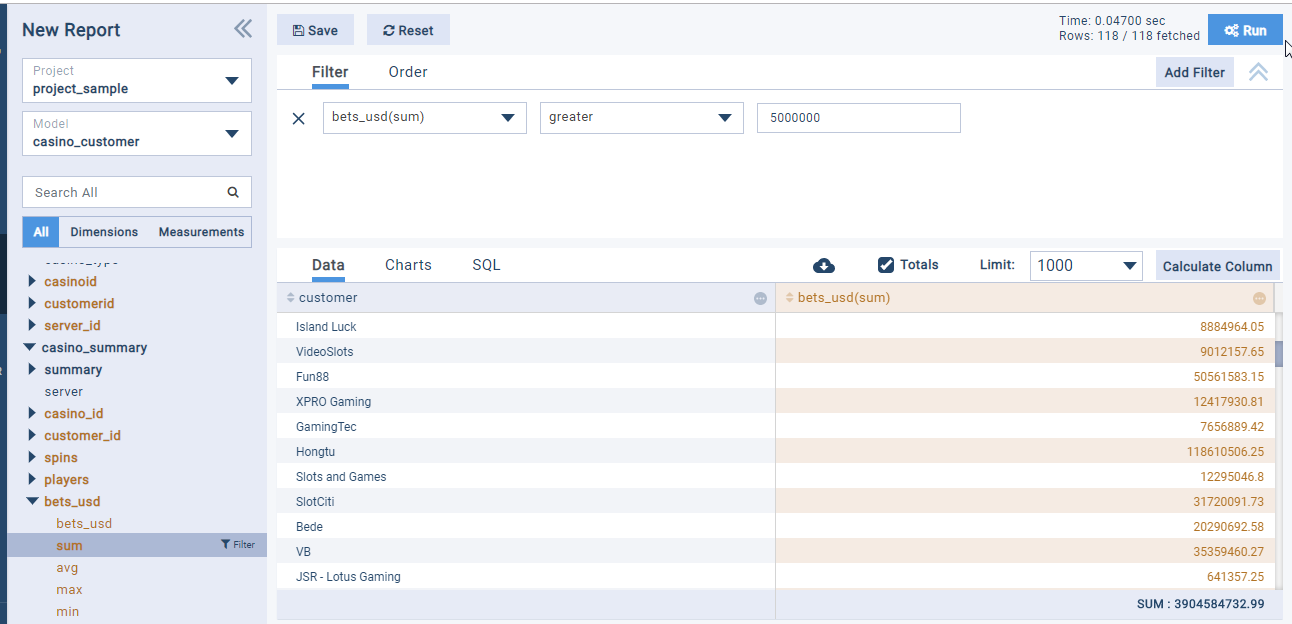 New Report
Project
project_sample
Model
casino_customer
Search All
All Dimensions Measurements
casinoid
customerid
server_id
casino_summary
summary
server
casino_id
customer_id
spins
players
bets_usd
bets_usd
sum Filter
avg
max
min
Save Reset
Time: 0.04700 sec
Rows: 118 / 118 fetched
Run
Filter Order
Add Filter
bets_usd(sum) greater 5000000
Data Charts SQL
Totals Limit: 1000 Calculate Column
customer bets_usd(sum)
Island Luck 8884964.05
VideoSlots 9012157.65
Fun88 50561583.15
XPRO Gaming 12417930.81
GamingTec 7656889.42
Hongtu 118610506.25
Slots and Games 12295046.8
SlotCiti 31720091.73
Bede 20290692.58
VB 35359460.27
JSR - Lotus Gaming 641357.25
SUM : 3904584732.99